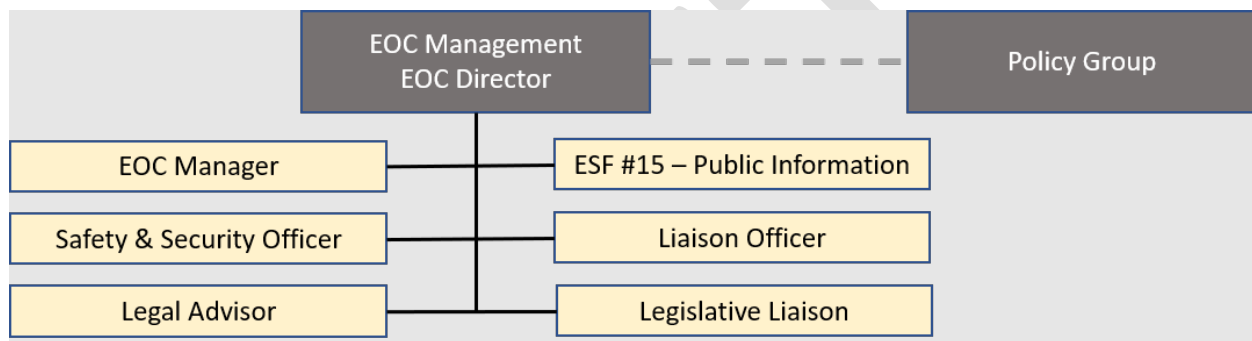 EOC Management
EOC Director
Policy Group
EOC Manager
ESF #15 – Public Information
Safety & Security Officer
Liaison Officer
Legal Advisor
Legislative Liaison